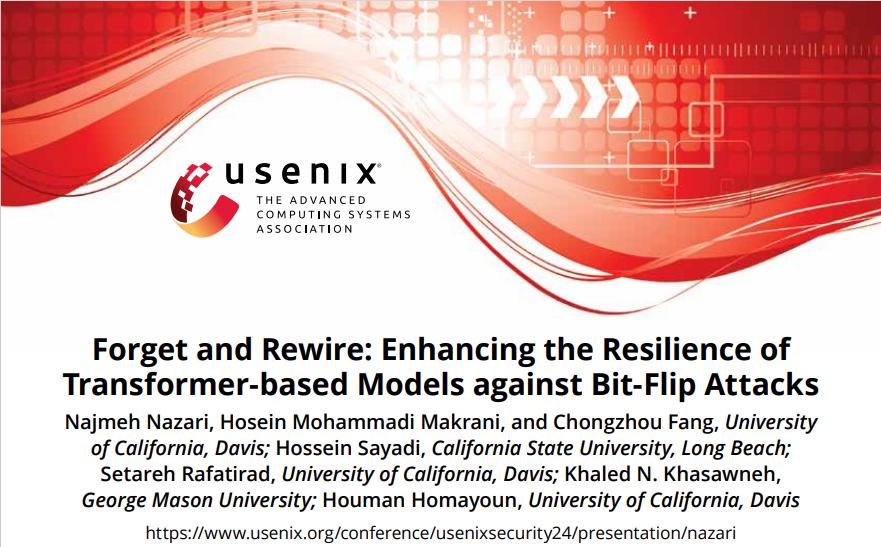 usenix®
THE ADVANCED
COMPUTING SYSTEMS
ASSOCIATION
Forget and Rewire: Enhancing the Resilience of
Transformer-based Models against Bit-Flip Attacks
Najmeh Nazari, Hosein Mohammadi Makrani, and Chongzhou Fang, University
of California, Davis; Hossein Sayadi, California State University, Long Beach;
Setareh Rafatirad, University of California, Davis; Khaled N. Khasawneh,
George Mason University; Houman Homayoun, University of California, Davis
https://www.usenix.org/conference/usenixsecurity24/presentation/nazari